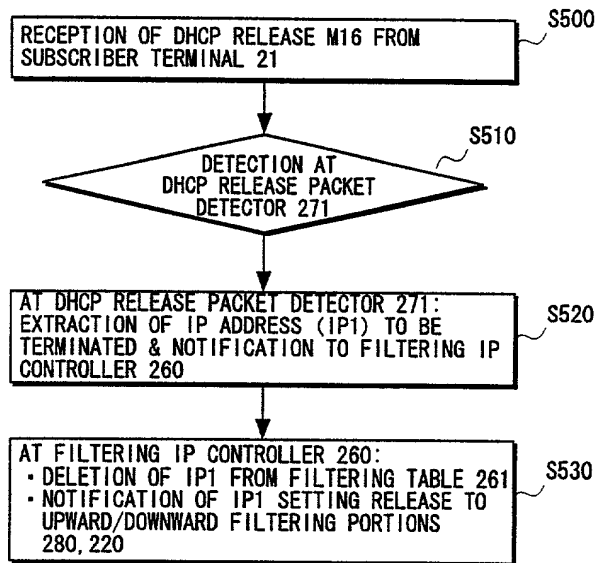 S500
RECEPTION OF DHCP RELEASE M16 FROM
SUBSCRIBER TERMINAL 21
S510
DETECTION AT
DHCP RELEASE PACKET
DETECTOR 271
S520
AT DHCP RELEASE PACKET DETECTOR 271:
EXTRACTION OF IP ADDRESS (IP1) TO BE
TERMINATED & NOTIFICATION TO FILTERING IP
CONTROLLER 260
S530
AT FILTERING IP CONTROLLER 260:
・DELETION OF IP1 FROM FILTERING TABLE 261
・NOTIFICATION OF IP1 SETTING RELEASE TO
UPWARD/DOWNWARD FILTERING PORTIONS
280, 220